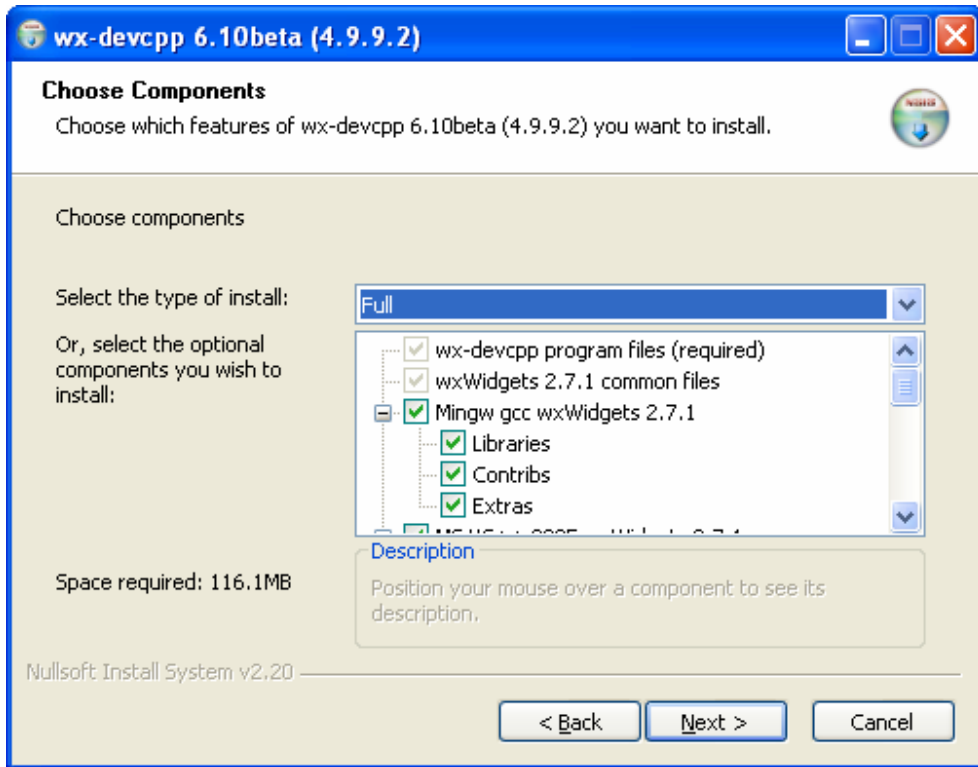 wx-devcpp 6.10beta (4.9.9.2)
Choose Components
Choose which features of wx-devcpp 6.10beta (4.9.9.2) you want to install.
Choose components
Select the type of install:
Full
Or, select the optional
components you wish to
install:
wx-devcpp program files (required)
wxWidgets 2.7.1 common files
Mingw gcc wxWidgets 2.7.1
Libraries
Contribs
Extras
Description
Position your mouse over a component to see its
description.
Space required: 116.1MB
Nullsoft Install System v2.20
< Back
Next >
Cancel